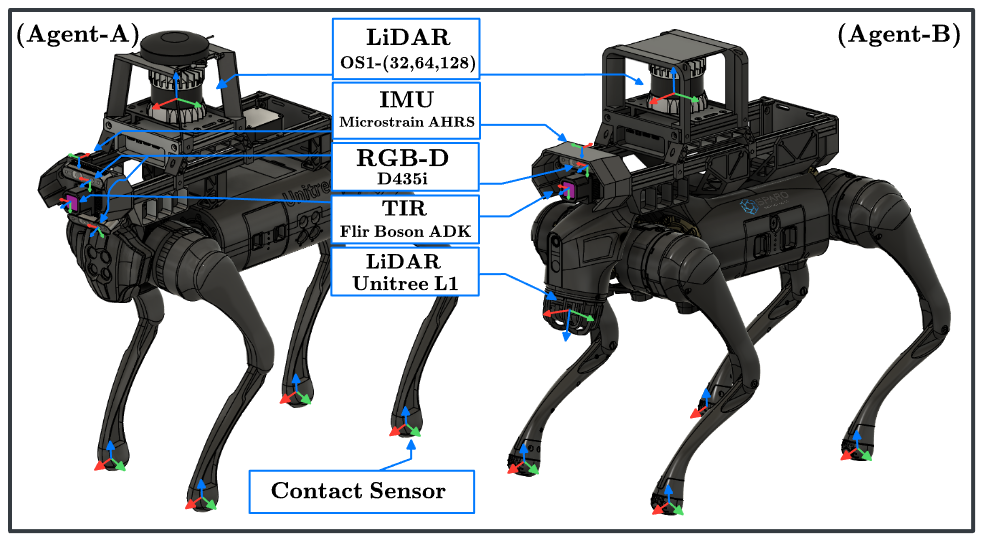 (Agent-A)
(Agent-B)
LiDAR
OS1-(32,64,128)
IMU
Microstrain AHRS
RGB-D
D435i
TIR
Flir Boson ADK
LiDAR
Unitree L1
Unitree
Contact Sensor